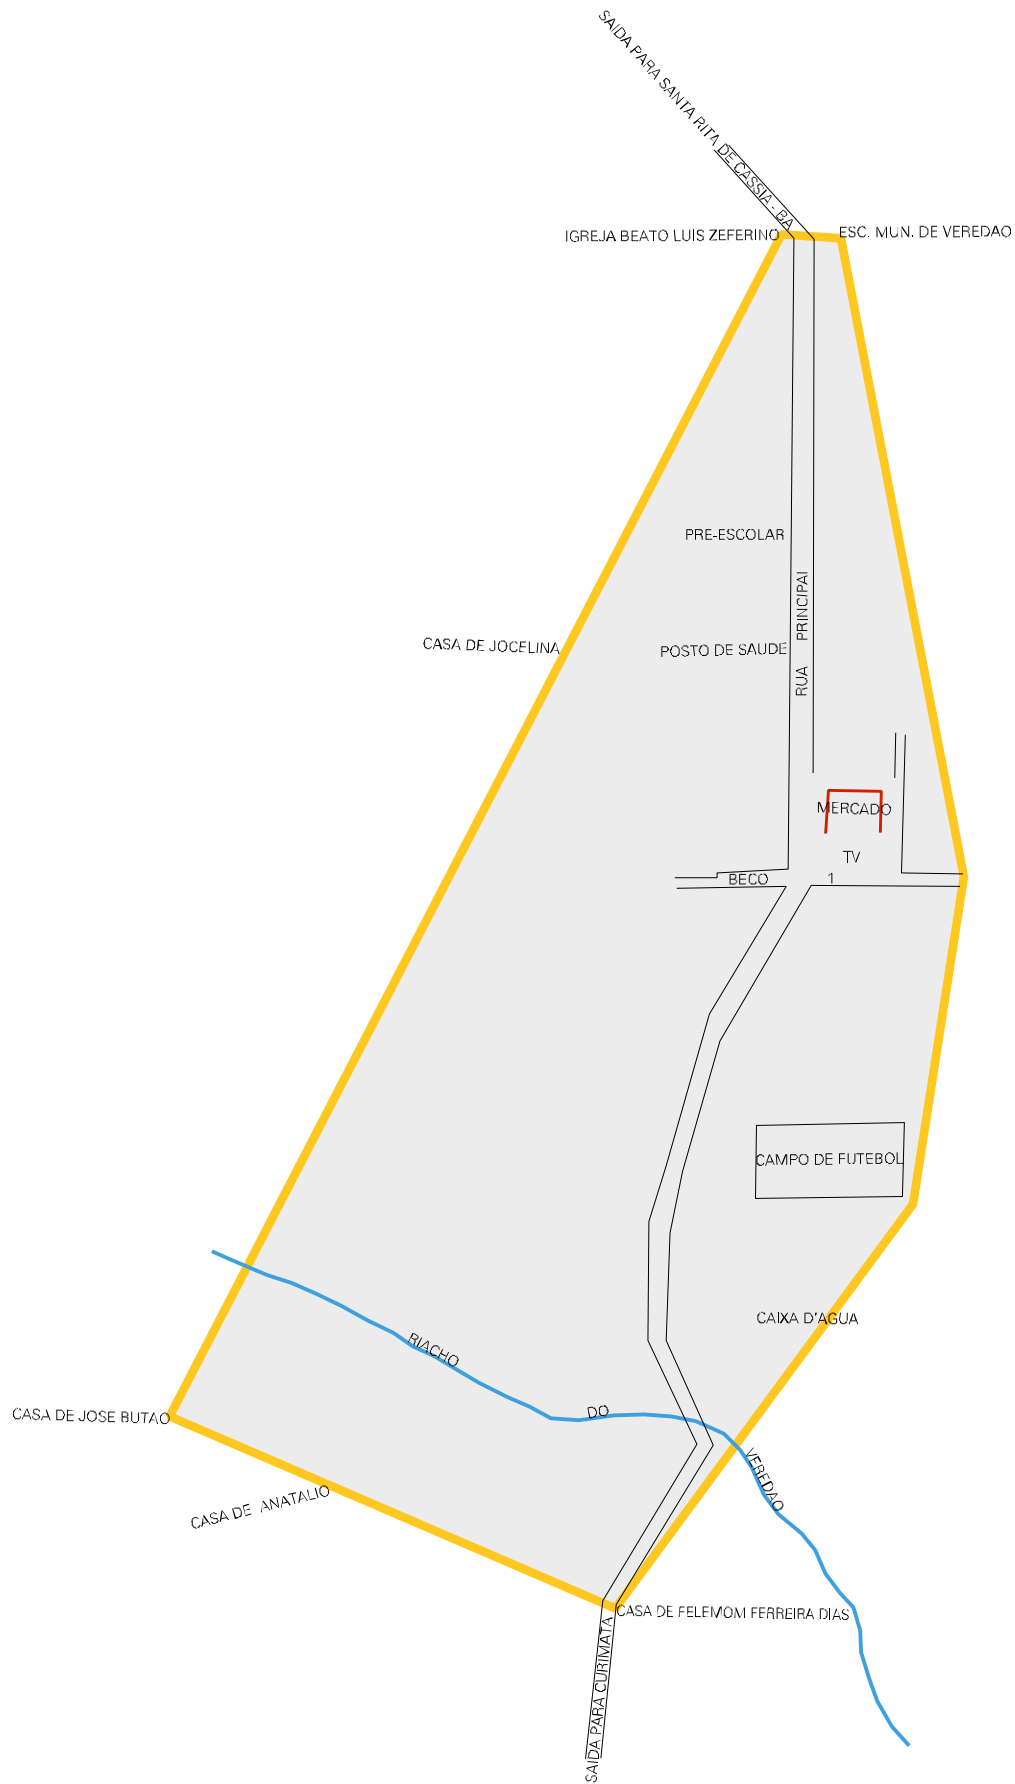 SAIDA PARA SANTA RITA DE CASSIA - BA
IGREJA BEATO LUIS ZEFERINO
ESC. MUN. DE VEREDAO
PRE-ESCOLAR
RUA PRINCIPAI
CASA DE JOCELINA
POSTO DE SAUDE
MERCADO
TV
1
BECO
CAMPO DE FUTEBOL
CAIXA D'AGUA
RIACHO DO VEREDAO
CASA DE JOSE BUTAO
CASA DE ANATALIO
CASA DE FELEMOM FERREIRA DIAS
SAIDA PARA CURIMATA